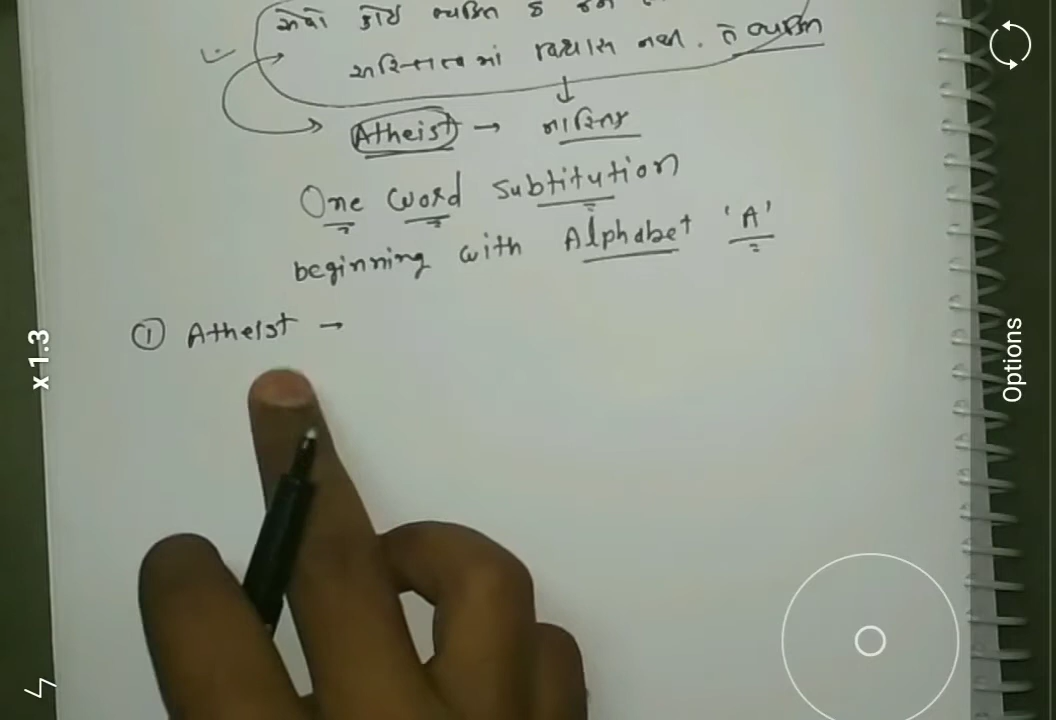 એવી કોઈ વ્યક્તિ કે જેને
અસ્તિત્વ માં વિશ્વાસ નથી. તે વ્યક્તિ
Atheist → નાસ્તિક
One word subtitution
beginning with Alphabet 'A'
① Atheist →
x1.3
Options